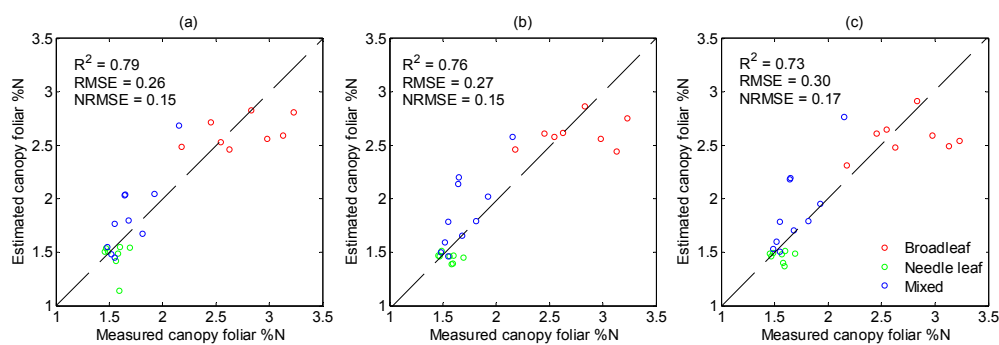 (a)
R² = 0.79
RMSE = 0.26
NRMSE = 0.15
Estimated canopy foliar %N
3.5
3
2.5
2
1.5
1
1 1.5 2 2.5 3 3.5
Measured canopy foliar %N
(b)
R² = 0.76
RMSE = 0.27
NRMSE = 0.15
Estimated canopy foliar %N
3.5
3
2.5
2
1.5
1
1 1.5 2 2.5 3 3.5
Measured canopy foliar %N
(c)
R² = 0.73
RMSE = 0.30
NRMSE = 0.17
Estimated canopy foliar %N
3.5
3
2.5
2
1.5
1
Broadleaf
Needle leaf
Mixed
1 1.5 2 2.5 3 3.5
Measured canopy foliar %N